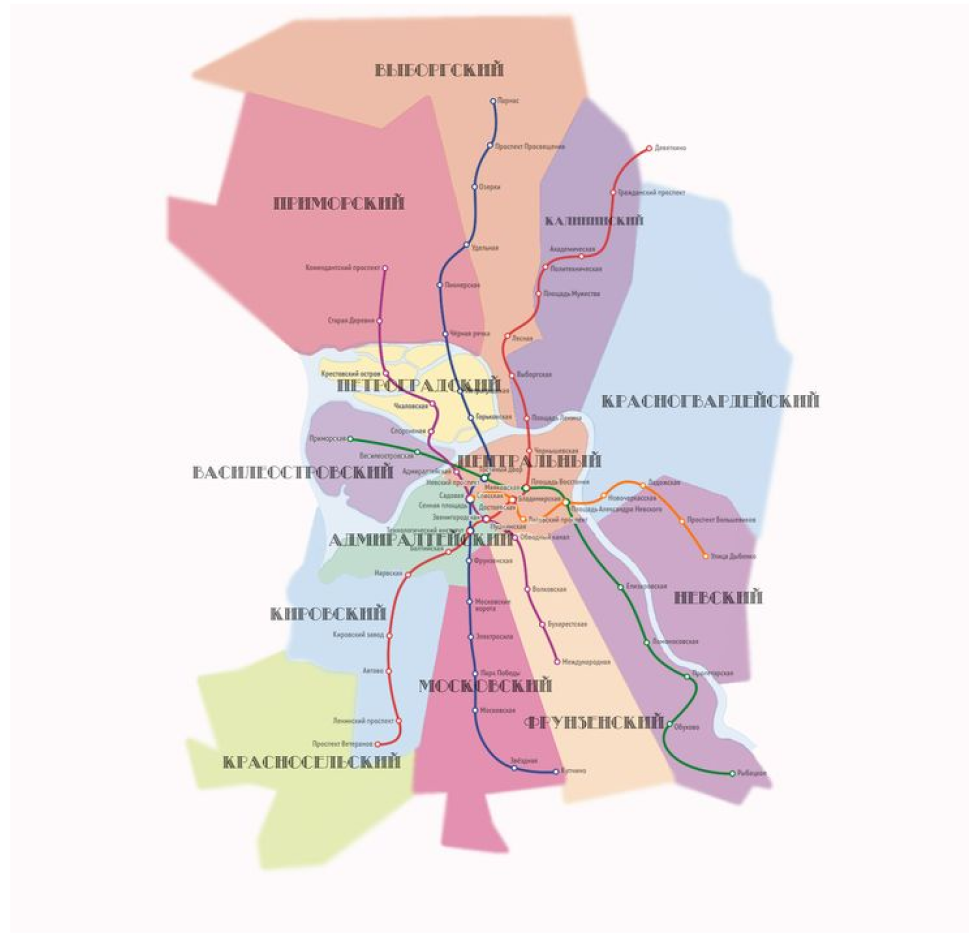 ВЫБОРГСКИЙ
Парнас
Проспект Просвещения
Девяткино
Озерки
Гражданский проспект
ПРИМОРСКИЙ
КАЛИНИНСКИЙ
Удельная
Академическая
Комендантский проспект
Политехническая
Пионерская
Площадь Мужества
Старая Деревня
Чёрная речка
Лесная
Крестовский остров
Выборгская
ПЕТРОГРАДСКИЙ
Чкаловская
КРАСНОГВАРДЕЙСКИЙ
Горьковская
Площадь Ленина
Спортивная
Приморская
Чернышевская
Василеостровская
ЦЕНТРАЛЬНЫЙ
ВАСИЛЕОСТРОВСКИЙ
Адмиралтейская
Гостиный двор
Невский проспект
Маяковская
Площадь Восстания
Ладожская
Садовая
Спасская
Владимирская
Новочеркасская
Сенная площадь
Достоевская
Площадь Александра Невского
Звенигородская
Лиговский проспект
Проспект Большевиков
Пушкинская
Технологический институт
Обводный канал
АДМИРАЛТЕЙСКИЙ
Балтийская
Улица Дыбенко
Фрунзенская
Нарвская
Елизаровская
Волковская
НЕВСКИЙ
Московские
ворота
КИРОВСКИЙ
Бухарестская
Кировский завод
Электросила
Ломоносовская
Международная
Автово
Парк Победы
Пролетарская
МОСКОВСКИЙ
Московская
Ленинский проспект
ФРУНЗЕНСКИЙ
Обухово
Проспект Ветеранов
КРАСНОСЕЛЬСКИЙ
Звёздная
Купчино
Рыбацкое